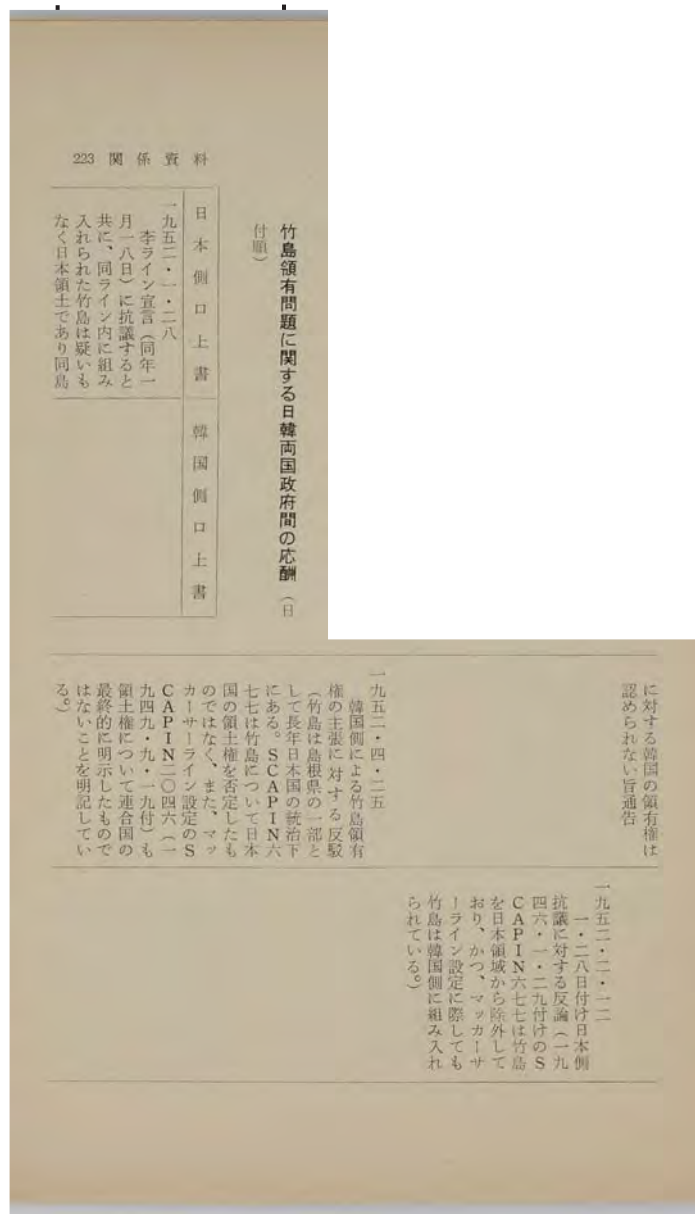 223 関係資料
竹島領有問題に関する日韓両国政府間の応酬（日
付順）
日本側口上書
韓国側口上書
一九五二・一・二八
李ライン宣言（同年一
月一八日）に抗議すると
共に、同ライン内に組み
入れられた竹島は疑いも
なく日本領土であり同島
に対する韓国の領有権は
認められない旨通告
一九五二・二・一二
一・二八日付け日本側
抗議に対する反論（一九
四六・一・二九付けのS
CAPIN六七七は竹島
を日本領域から除外して
おり、かつ、マッカーサ
ーライン設定に際しても
竹島は韓国側に組み入れ
られている。）
一九五二・四・二五
韓国側による竹島領有
権の主張に対する反駁
（竹島は島根県の一部と
して長年日本国の統治下
にある。SCAPIN六
七七は竹島について日本
国の領土権を否定したも
のではなく、また、マッ
カーサーライン設定のS
CAPIN二〇四六（一
九四九・九・一九付）も
領土権について連合国の
最終的に明示したもので
はないことを明記してい
る。）